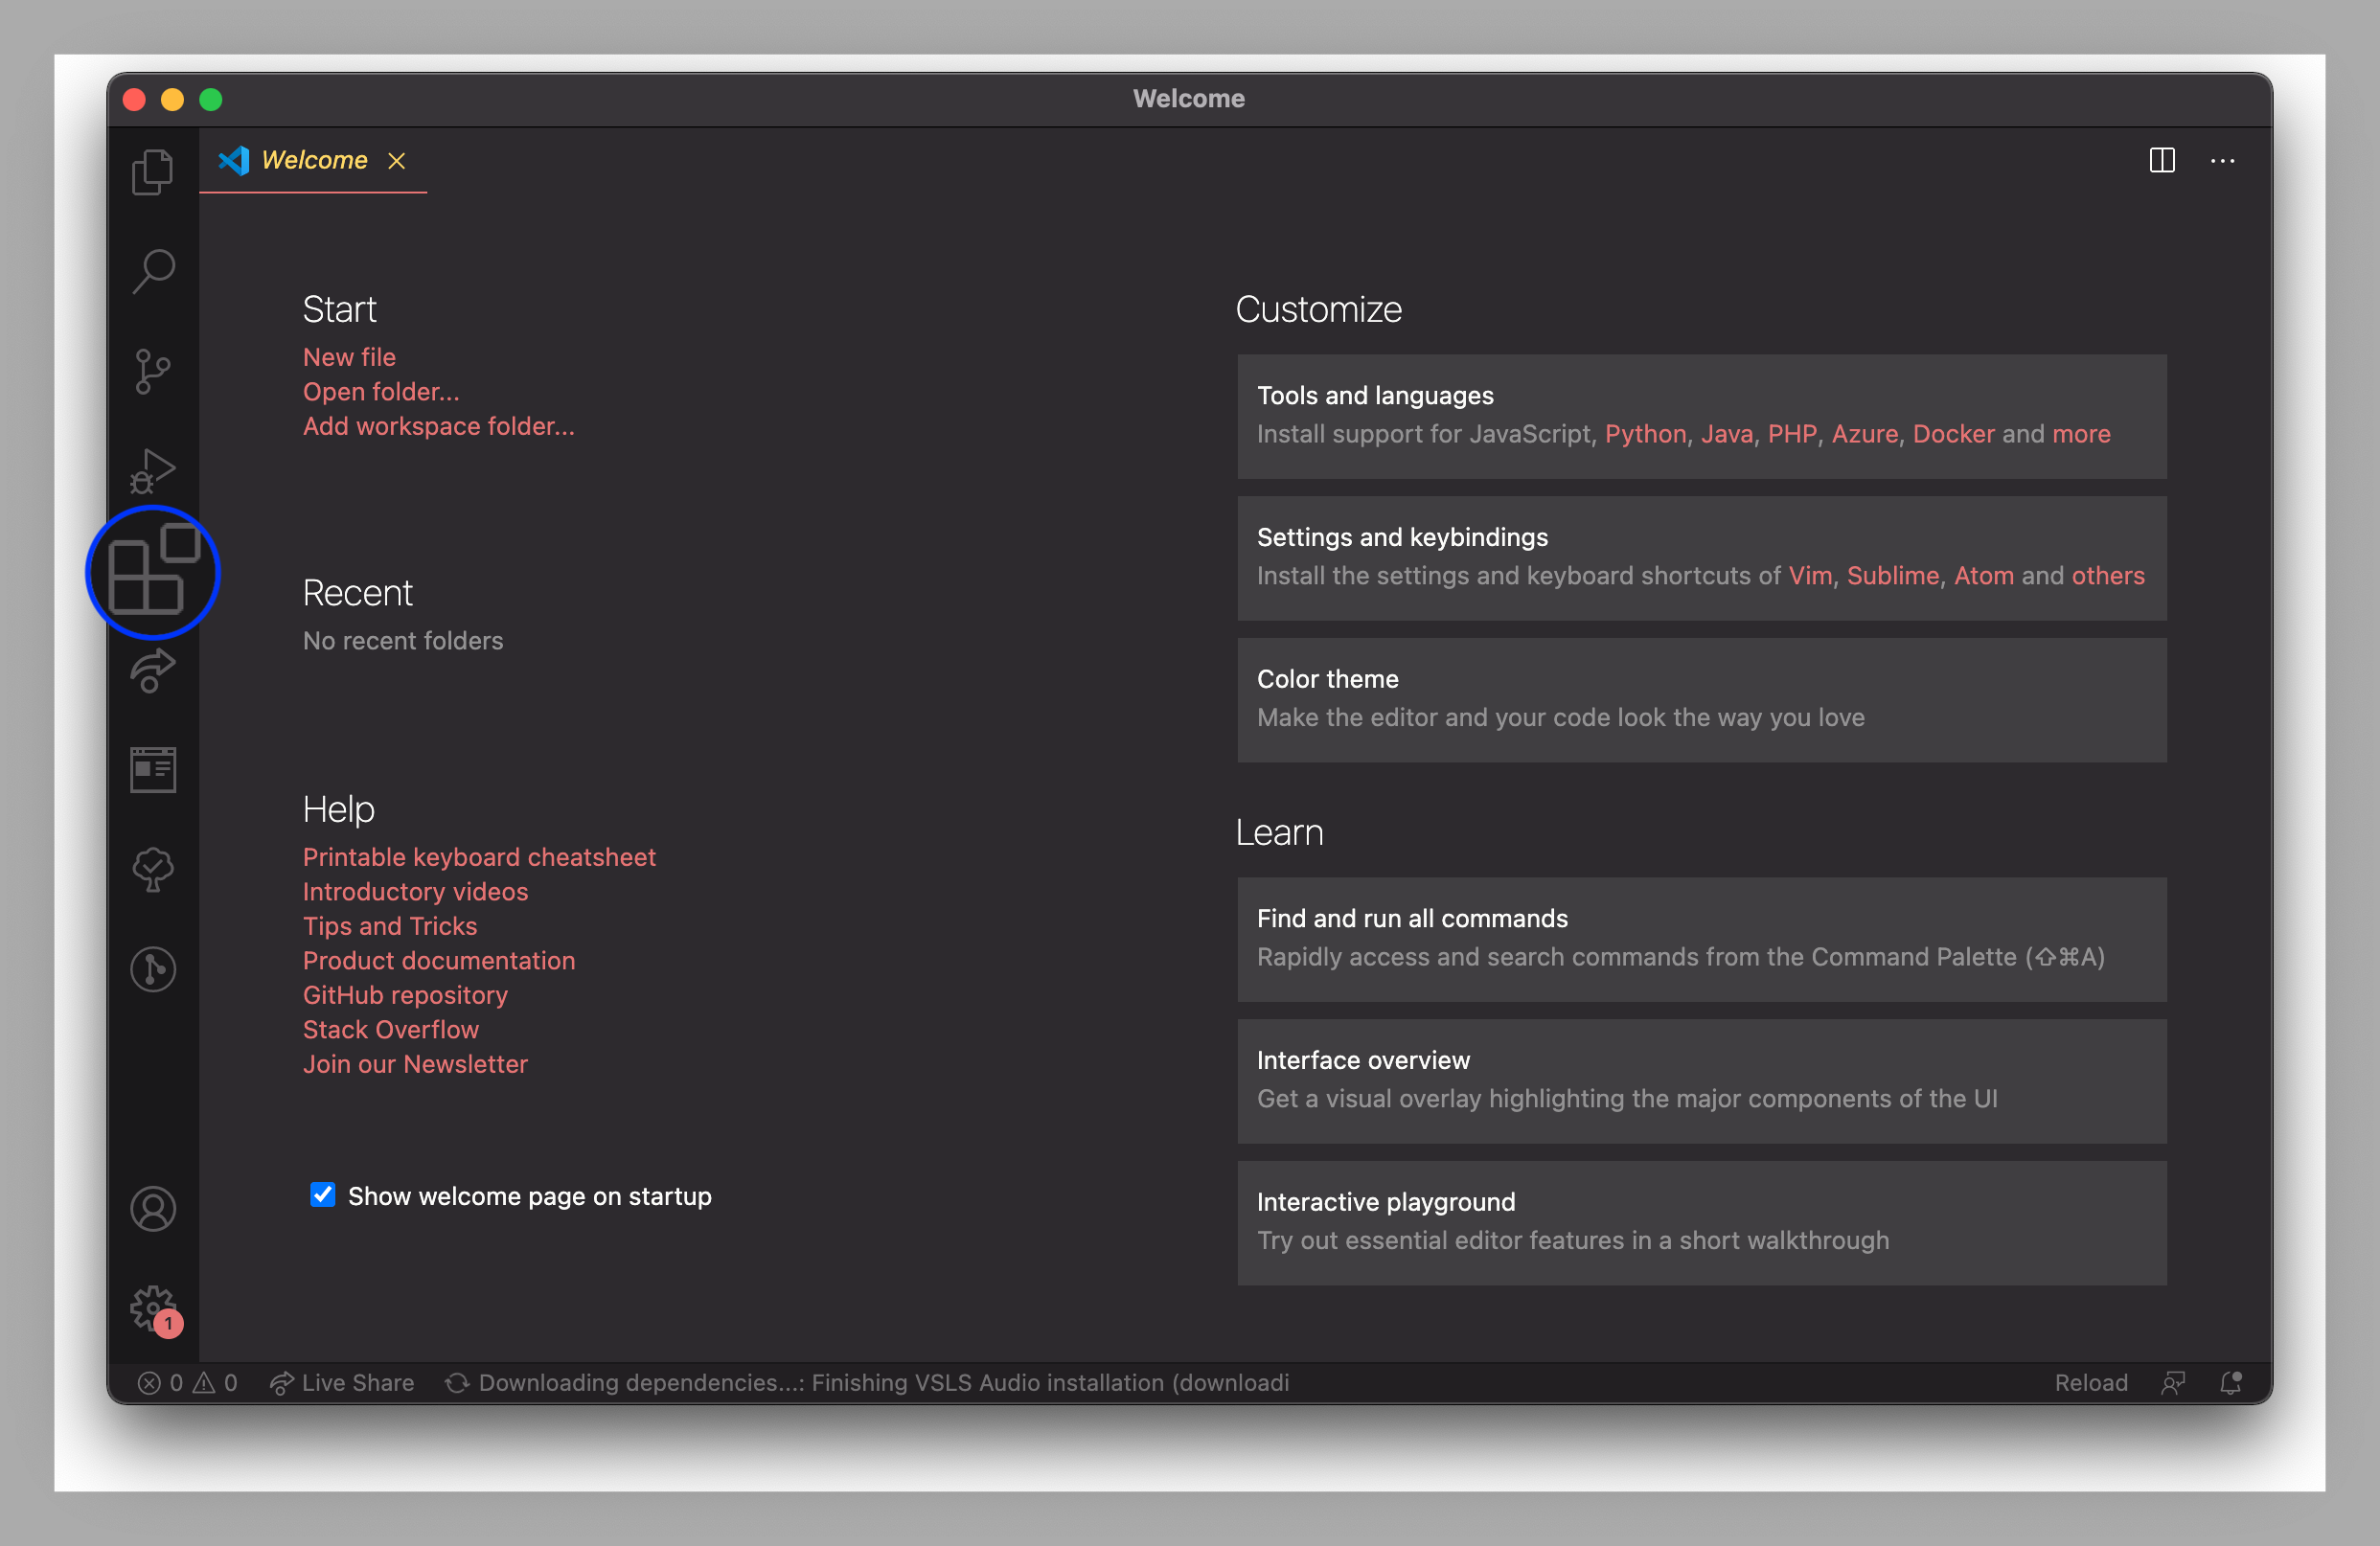 Welcome
Welcome
Start
New file
Open folder...
Add workspace folder...
Recent
No recent folders
Help
Printable keyboard cheatsheet
Introductory videos
Tips and Tricks
Product documentation
GitHub repository
Stack Overflow
Join our Newsletter
Show welcome page on startup
Customize
Tools and languages
Install support for JavaScript, Python, Java, PHP, Azure, Docker and more
Settings and keybindings
Install the settings and keyboard shortcuts of Vim, Sublime, Atom and others
Color theme
Make the editor and your code look the way you love
Learn
Find and run all commands
Rapidly access and search commands from the Command Palette (⇧⌘A)
Interface overview
Get a visual overlay highlighting the major components of the UI
Interactive playground
Try out essential editor features in a short walkthrough
1
0 0 Live Share Downloading dependencies...: Finishing VSLS Audio installation (downloadi Reload